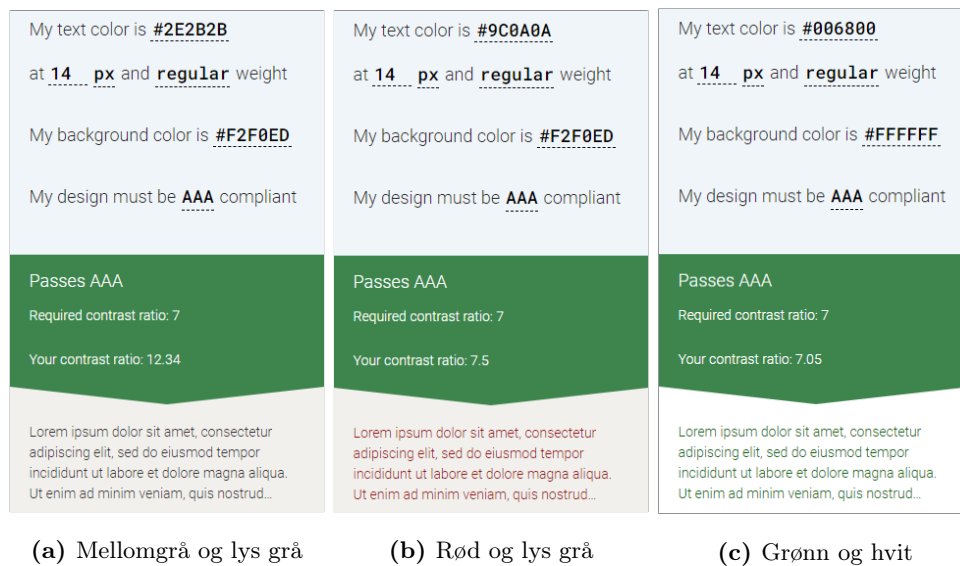 My text color is #2E2B2B
at 14 px and regular weight
My background color is #F2F0ED
My design must be AAA compliant
Passes AAA
Required contrast ratio: 7
Your contrast ratio: 12.34
Lorem ipsum dolor sit amet, consectetur
adipiscing elit, sed do eiusmod tempor
incididunt ut labore et dolore magna aliqua.
Ut enim ad minim veniam, quis nostrud...
(a) Mellomgrå og lys grå
My text color is #9C0A0A
at 14 px and regular weight
My background color is #F2F0ED
My design must be AAA compliant
Passes AAA
Required contrast ratio: 7
Your contrast ratio: 7.5
Lorem ipsum dolor sit amet, consectetur
adipiscing elit, sed do eiusmod tempor
incididunt ut labore et dolore magna aliqua.
Ut enim ad minim veniam, quis nostrud...
(b) Rød og lys grå
My text color is #006800
at 14 px and regular weight
My background color is #FFFFFF
My design must be AAA compliant
Passes AAA
Required contrast ratio: 7
Your contrast ratio: 7.05
Lorem ipsum dolor sit amet, consectetur
adipiscing elit, sed do eiusmod tempor
incididunt ut labore et dolore magna aliqua.
Ut enim ad minim veniam, quis nostrud...
(c) Grønn og hvit